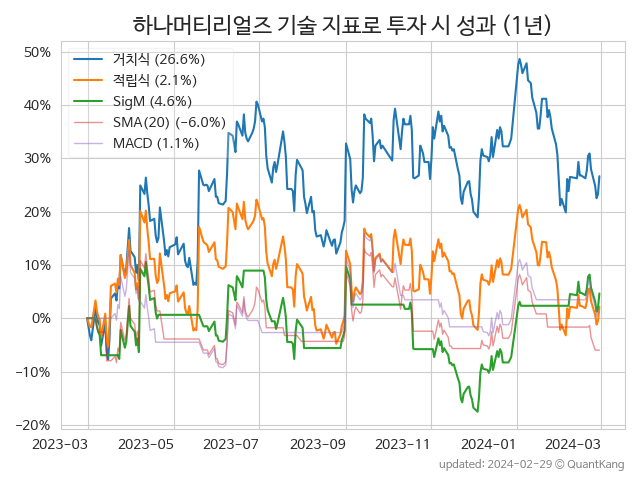 하나머티리얼즈 기술 지표로 투자 시 성과 (1년)
거치식 (26.6%)
적립식 (2.1%)
SigM (4.6%)
SMA(20) (−6.0%)
MACD (1.1%)
50%
40%
30%
20%
10%
0%
−10%
−20%
2023-03
2023-05
2023-07
2023-09
2023-11
2024-01
2024-03
updated: 2024-02-29 © QuantKang